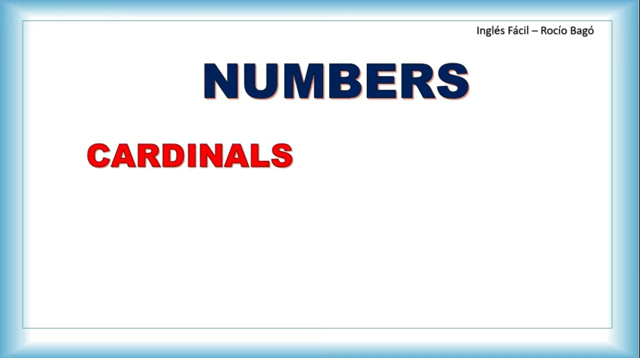 Inglés Fácil – Rocío Bagó
NUMBERS
CARDINALS